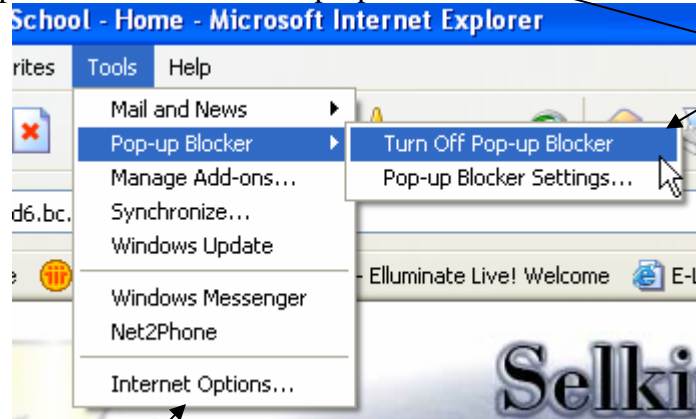 School - Home - Microsoft Internet Explorer
rites Tools Help
Mail and News
Pop-up Blocker
Turn Off Pop-up Blocker
Manage Add-ons...
Pop-up Blocker Settings...
d6.bc.
Synchronize...
Windows Update
- Elluminate Live! Welcome E-L
Windows Messenger
Net2Phone
Internet Options...
Selki